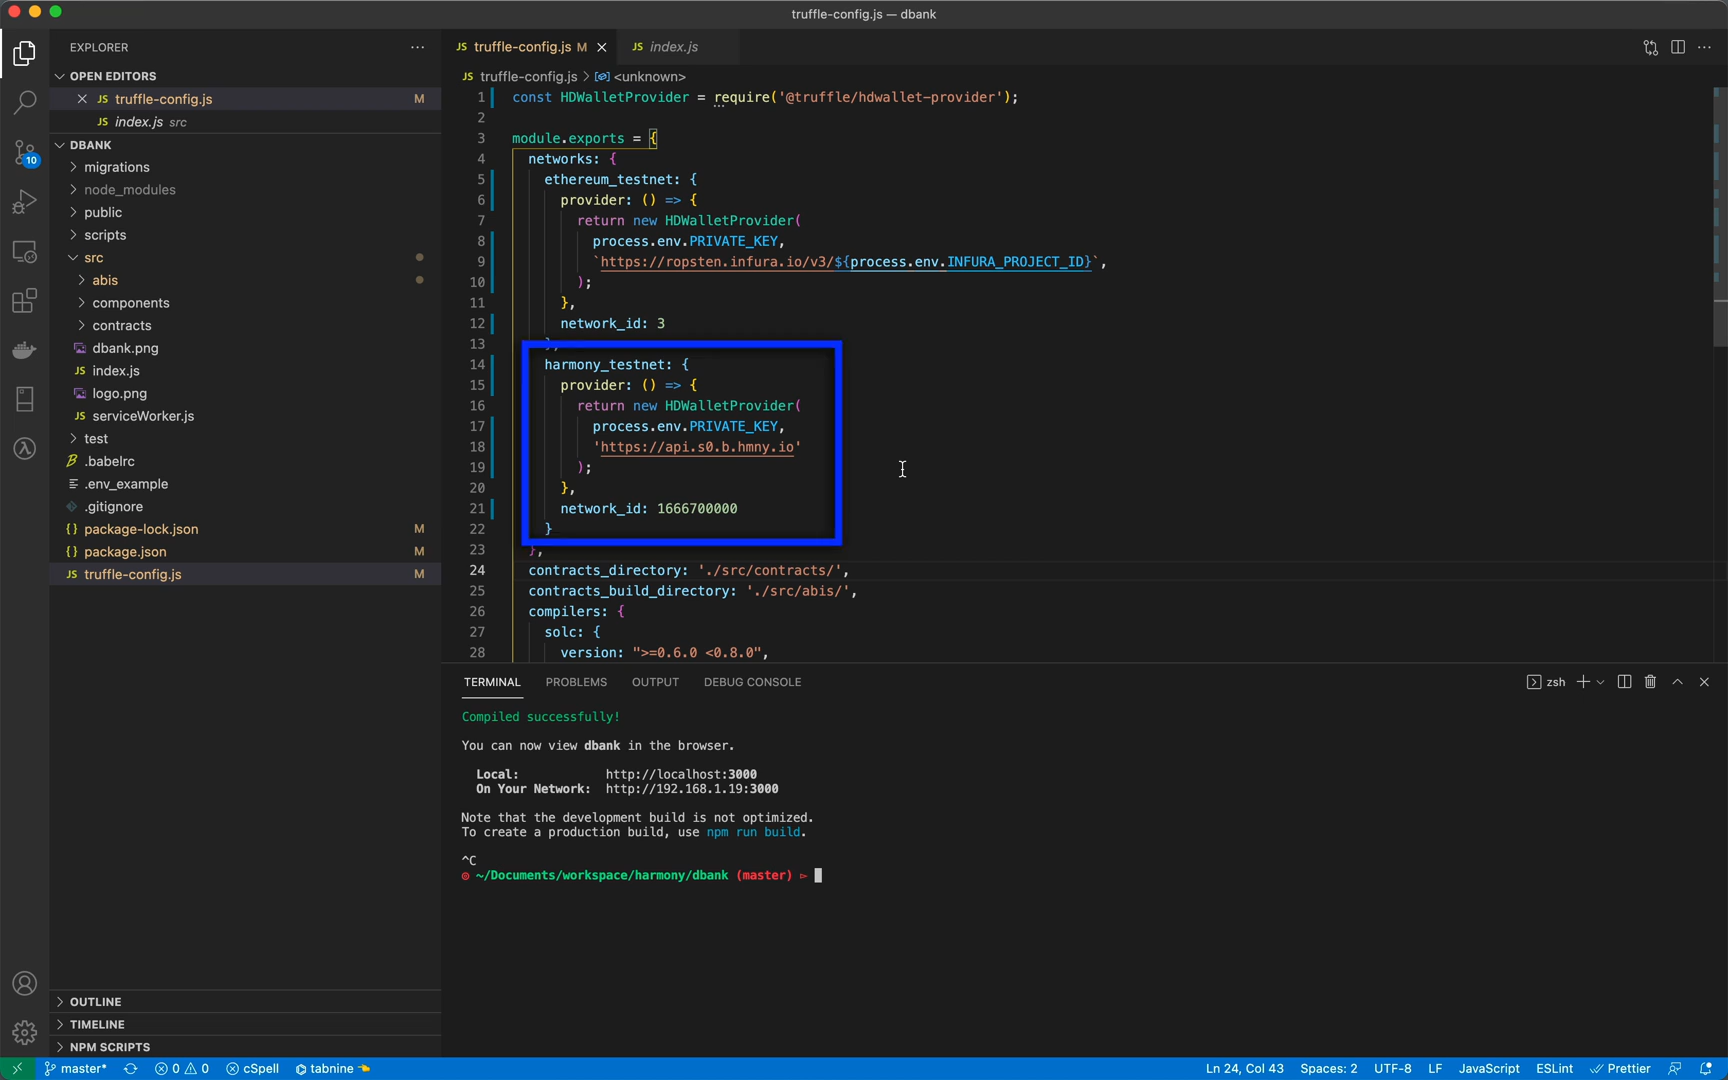 truffle-config.js — dbank
EXPLORER
OPEN EDITORS
JS truffle-config.js M
JS index.js src
DBANK
migrations
node_modules
public
scripts
src
abis
components
contracts
dbank.png
JS index.js
logo.png
JS serviceWorker.js
test
.babelrc
.env_example
.gitignore
{} package-lock.json M
{} package.json M
JS truffle-config.js M
OUTLINE
TIMELINE
NPM SCRIPTS
10
JS truffle-config.js M
JS index.js
JS truffle-config.js > <unknown>
1 const HDWalletProvider = require('@truffle/hdwallet-provider');
2
3 module.exports = {
4 networks: {
5 ethereum_testnet: {
6 provider: () => {
7 return new HDWalletProvider(
8 process.env.PRIVATE_KEY,
9 `https://ropsten.infura.io/v3/${process.env.INFURA_PROJECT_ID}`,
10 );
11 },
12 network_id: 3
13 },
14 harmony_testnet: {
15 provider: () => {
16 return new HDWalletProvider(
17 process.env.PRIVATE_KEY,
18 'https://api.s0.b.hmny.io'
19 );
20 },
21 network_id: 1666700000
22 }
23 },
24 contracts_directory: './src/contracts/',
25 contracts_build_directory: './src/abis/',
26 compilers: {
27 solc: {
28 version: ">=0.6.0 <0.8.0",
TERMINAL PROBLEMS OUTPUT DEBUG CONSOLE
zsh
Compiled successfully!
You can now view dbank in the browser.
Local: http://localhost:3000
On Your Network: http://192.168.1.19:3000
Note that the development build is not optimized.
To create a production build, use npm run build.
^C
~/Documents/workspace/harmony/dbank (master)
master* 0 0 cSpell tabnine Ln 24, Col 43 Spaces: 2 UTF-8 LF JavaScript ESLint Prettier